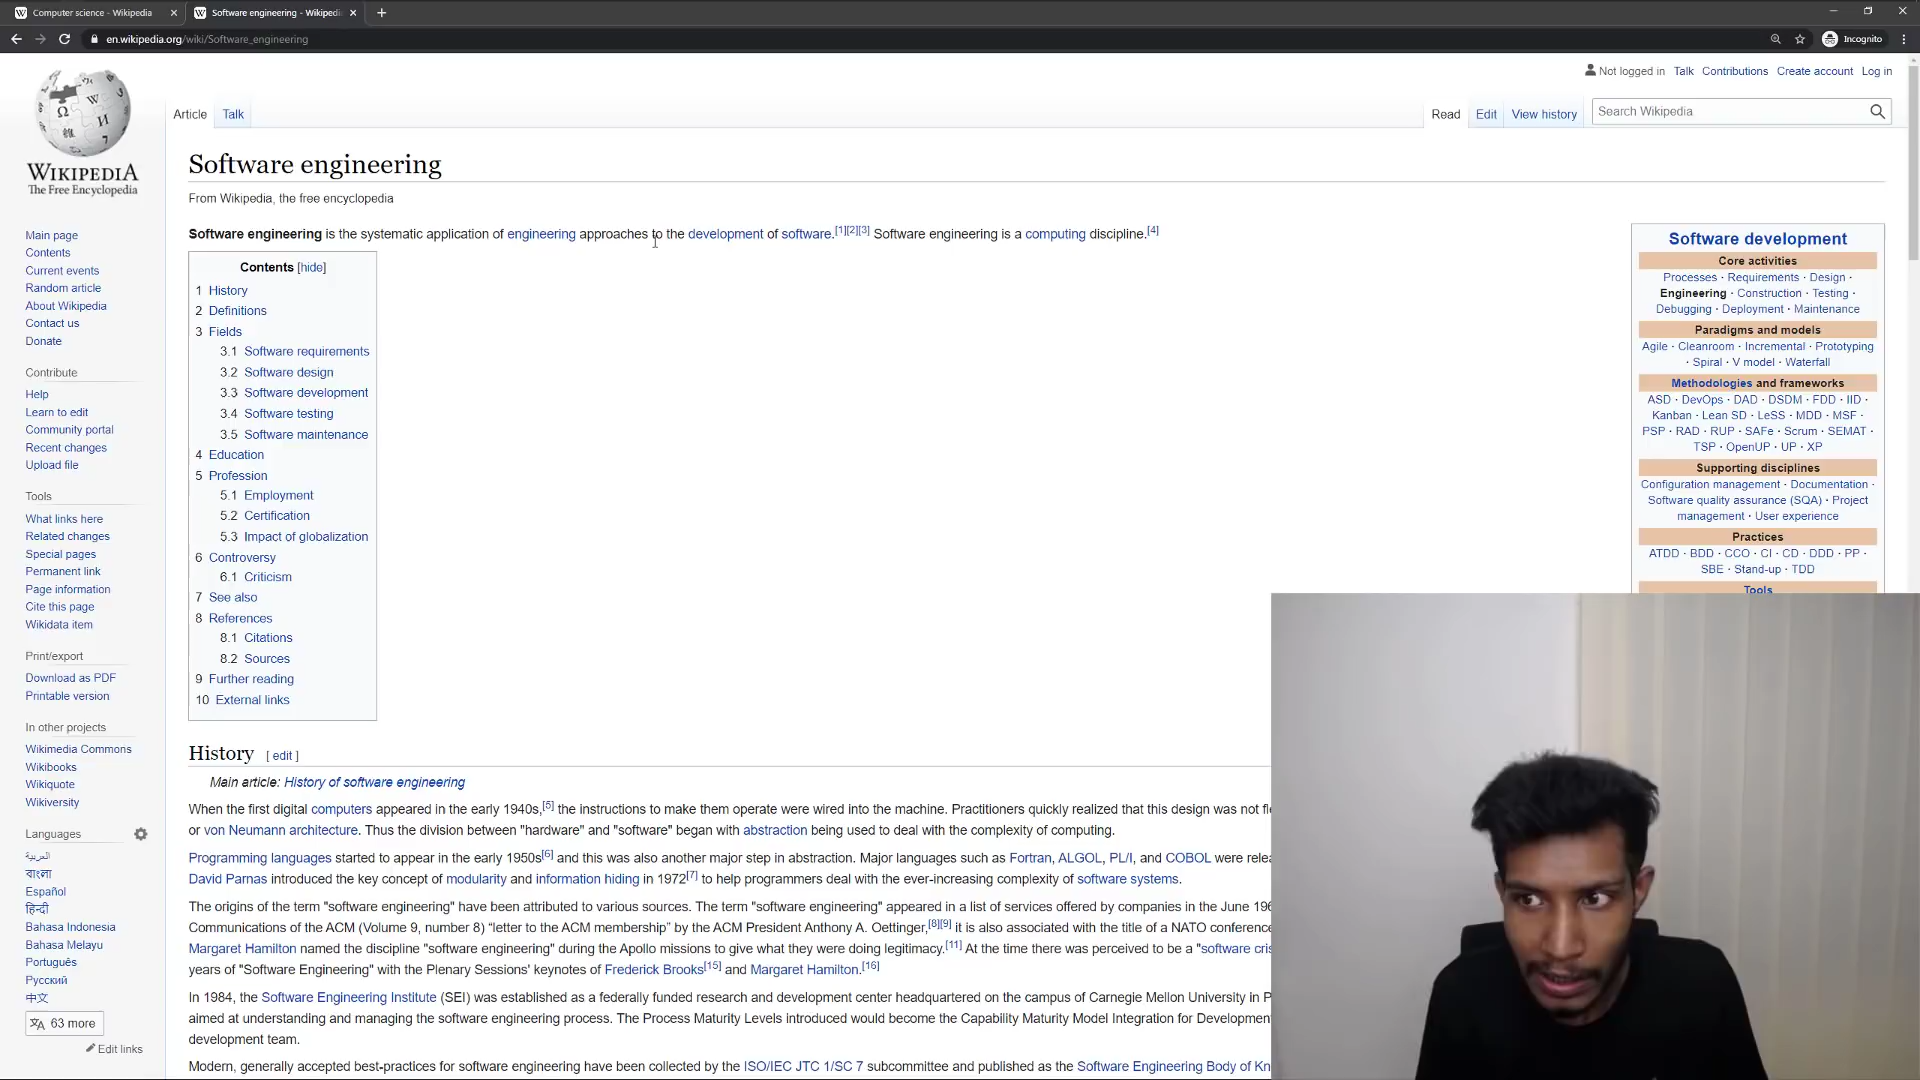 Computer science - Wikipedia
Software engineering - Wikipedi
en.wikipedia.org/wiki/Software_engineering
Incognito
Not logged in Talk Contributions Create account Log in
Article Talk
Read Edit View history
Search Wikipedia
WIKIPEDIA
The Free Encyclopedia
Main page
Contents
Current events
Random article
About Wikipedia
Contact us
Donate
Contribute
Help
Learn to edit
Community portal
Recent changes
Upload file
Tools
What links here
Related changes
Special pages
Permanent link
Page information
Cite this page
Wikidata item
Print/export
Download as PDF
Printable version
In other projects
Wikimedia Commons
Wikibooks
Wikiquote
Wikiversity
Languages
العربية
বাংলা
Español
हिन्दी
Bahasa Indonesia
Bahasa Melayu
Português
Русский
中文
63 more
Edit links
Software engineering
From Wikipedia, the free encyclopedia
Software engineering is the systematic application of engineering approaches to the development of software.[1][2][3] Software engineering is a computing discipline.[4]
Contents [hide]
1 History
2 Definitions
3 Fields
3.1 Software requirements
3.2 Software design
3.3 Software development
3.4 Software testing
3.5 Software maintenance
4 Education
5 Profession
5.1 Employment
5.2 Certification
5.3 Impact of globalization
6 Controversy
6.1 Criticism
7 See also
8 References
8.1 Citations
8.2 Sources
9 Further reading
10 External links
Software development
Core activities
Processes · Requirements · Design ·
Engineering · Construction · Testing ·
Debugging · Deployment · Maintenance
Paradigms and models
Agile · Cleanroom · Incremental · Prototyping
· Spiral · V model · Waterfall
Methodologies and frameworks
ASD · DevOps · DAD · DSDM · FDD · IID ·
Kanban · Lean SD · LeSS · MDD · MSF ·
PSP · RAD · RUP · SAFe · Scrum · SEMAT ·
TSP · OpenUP · UP · XP
Supporting disciplines
Configuration management · Documentation ·
Software quality assurance (SQA) · Project
management · User experience
Practices
ATDD · BDD · CCO · CI · CD · DDD · PP ·
SBE · Stand-up · TDD
Tools
History [ edit ]
Main article: History of software engineering
When the first digital computers appeared in the early 1940s,[5] the instructions to make them operate were wired into the machine. Practitioners quickly realized that this design was not fl
or von Neumann architecture. Thus the division between "hardware" and "software" began with abstraction being used to deal with the complexity of computing.
Programming languages started to appear in the early 1950s[6] and this was also another major step in abstraction. Major languages such as Fortran, ALGOL, PL/I, and COBOL were rele
David Parnas introduced the key concept of modularity and information hiding in 1972[7] to help programmers deal with the ever-increasing complexity of software systems.
The origins of the term "software engineering" have been attributed to various sources. The term "software engineering" appeared in a list of services offered by companies in the June 196
Communications of the ACM (Volume 9, number 8) “letter to the ACM membership” by the ACM President Anthony A. Oettinger,[8][9] it is also associated with the title of a NATO conferenc
Margaret Hamilton named the discipline "software engineering" during the Apollo missions to give what they were doing legitimacy.[11] At the time there was perceived to be a "software cris
years of "Software Engineering" with the Plenary Sessions' keynotes of Frederick Brooks[15] and Margaret Hamilton.[16]
In 1984, the Software Engineering Institute (SEI) was established as a federally funded research and development center headquartered on the campus of Carnegie Mellon University in P
aimed at understanding and managing the software engineering process. The Process Maturity Levels introduced would become the Capability Maturity Model Integration for Development
development team.
Modern, generally accepted best-practices for software engineering have been collected by the ISO/IEC JTC 1/SC 7 subcommittee and published as the Software Engineering Body of Kn